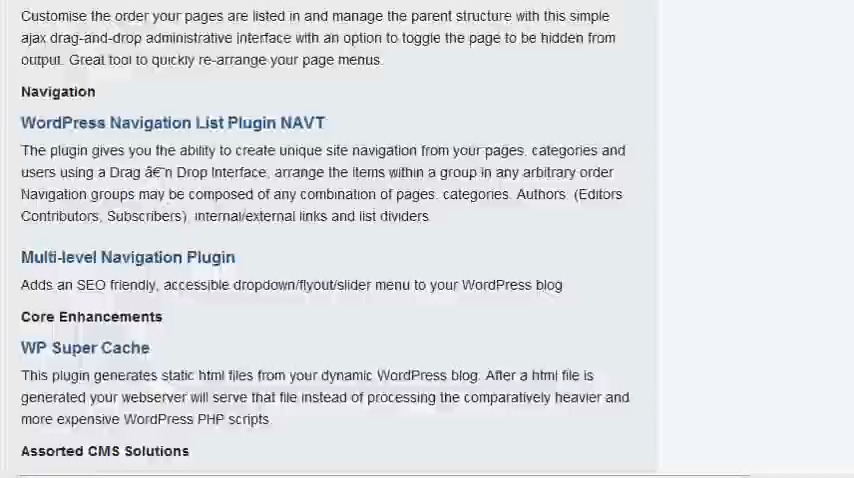 Customise the order your pages are listed in and manage the parent structure with this simple
ajax drag-and-drop administrative interface with an option to toggle the page to be hidden from
output. Great tool to quickly re-arrange your page menus.
Navigation
WordPress Navigation List Plugin NAVT
The plugin gives you the ability to create unique site navigation from your pages, categories and
users using a Drag â€˜n Drop Interface, arrange the items within a group in any arbitrary order
Navigation groups may be composed of any combination of pages, categories, Authors, (Editors
Contributors, Subscribers), internal/external links and list dividers
Multi-level Navigation Plugin
Adds an SEO friendly, accessible dropdown/flyout/slider menu to your WordPress blog
Core Enhancements
WP Super Cache
This plugin generates static html files from your dynamic WordPress blog. After a html file is
generated your webserver will serve that file instead of processing the comparatively heavier and
more expensive WordPress PHP scripts
Assorted CMS Solutions